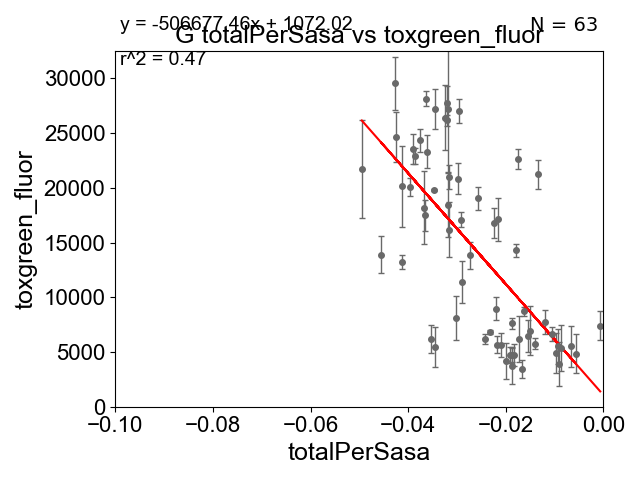 y = -506677.46x + 1072.02
N = 63
G totalPerSasa vs toxgreen_fluor
r^2 = 0.47
30000
25000
20000
15000
10000
5000
0
toxgreen_fluor
−0.10 −0.08 −0.06 −0.04 −0.02 0.00
totalPerSasa